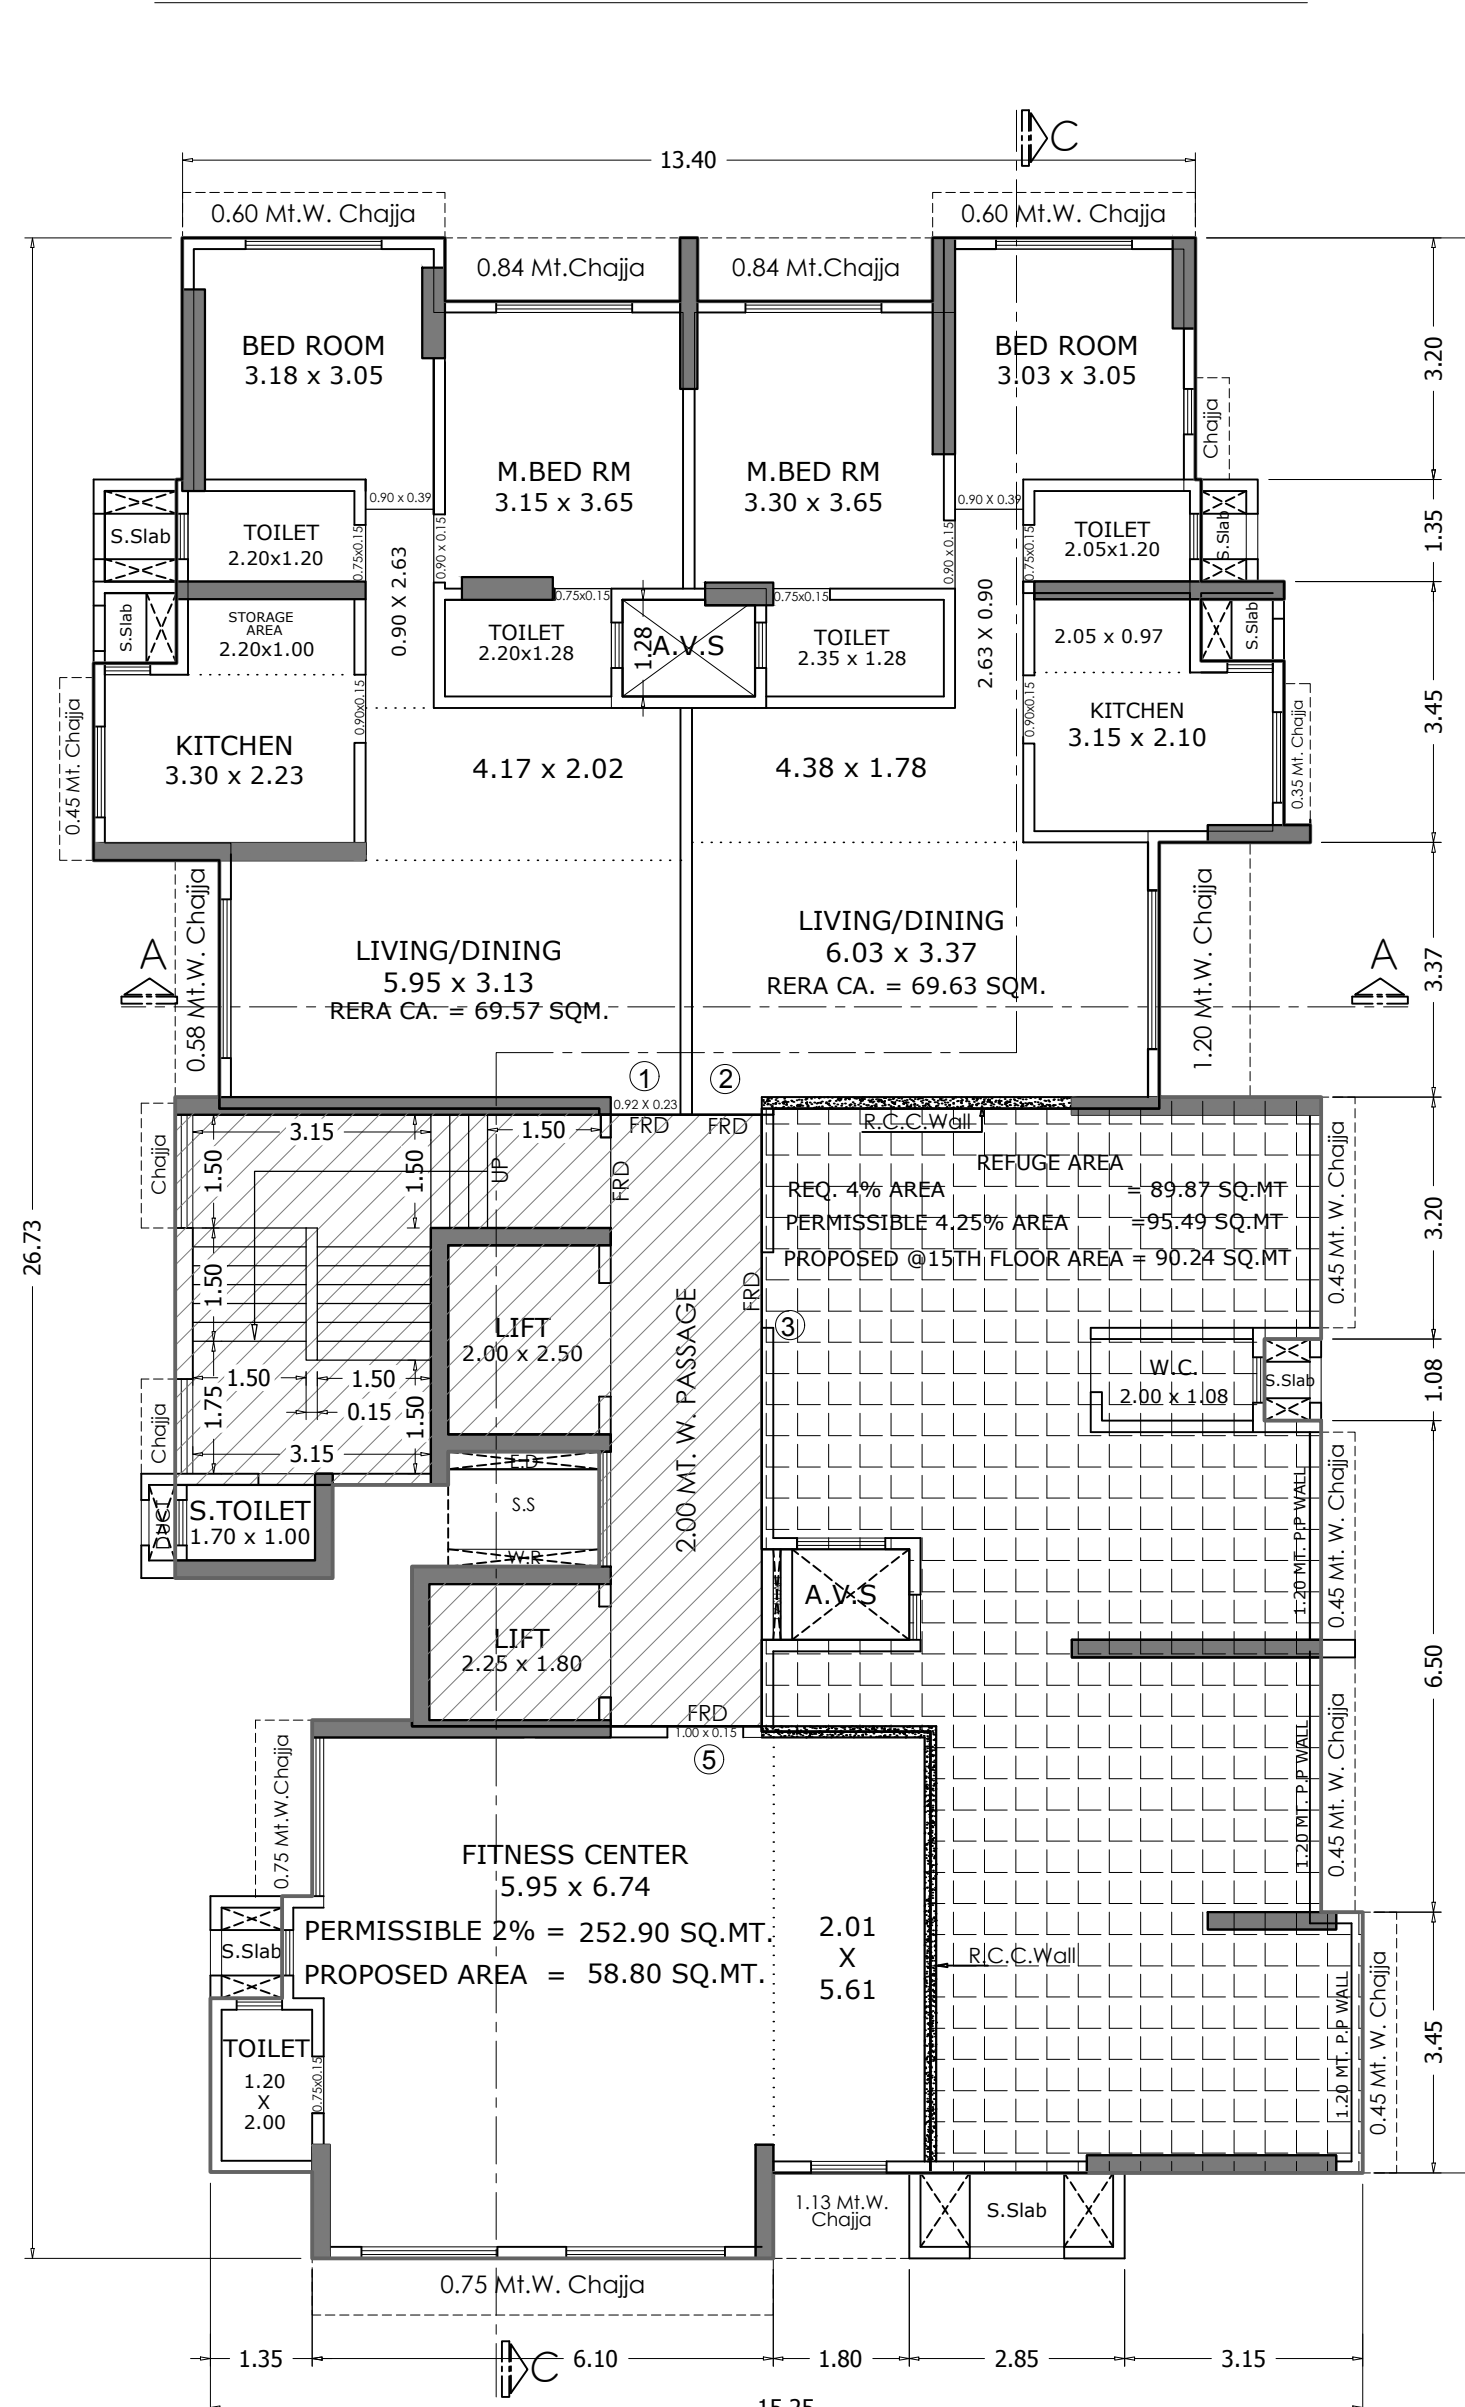 C
13.40
0.60 Mt.W. Chajja
0.60 Mt.W. Chajja
0.84 Mt.Chajja
0.84 Mt.Chajja
BED ROOM
3.18 x 3.05
BED ROOM
3.03 x 3.05
3.20
Chajja
M.BED RM
3.15 x 3.65
M.BED RM
3.30 x 3.65
0.90 x 0.39
0.90 X 0.39
S.Slab
TOILET
2.20x1.20
0.75x0.15
0.90 x 0.15
0.90 x 0.15
0.75x0.15
TOILET
2.05x1.20
S.Slab
1.35
0.90 X 2.63
2.63 X 0.90
0.75x0.15
0.75x0.15
S.Slab
STORAGE
AREA
2.20x1.00
TOILET
2.20x1.28
1.28
A.V.S
TOILET
2.35 x 1.28
2.05 x 0.97
S.Slab
3.45
0.45 Mt. Chajja
KITCHEN
3.30 x 2.23
0.90x0.15
4.17 x 2.02
4.38 x 1.78
0.90x0.15
KITCHEN
3.15 x 2.10
0.35 Mt. Chajja
0.58 Mt.W. Chajja
1.20 Mt.W. Chajja
A
LIVING/DINING
5.95 x 3.13
RERA CA. = 69.57 SQM.
LIVING/DINING
6.03 x 3.37
RERA CA. = 69.63 SQM.
A
3.37
1
2
0.92 X 0.23
FRD
FRD
FRD
R.C.C.Wall
Chajja
3.15
1.50
1.50
1.50
UP
REFUGE AREA
REQ. 4% AREA = 89.87 SQ.MT
PERMISSIBLE 4.25% AREA =95.49 SQ.MT
PROPOSED @15TH FLOOR AREA = 90.24 SQ.MT
0.45 Mt. W. Chajja
3.20
26.73
1.50
LIFT
2.00 x 2.50
FRD
3
2.00 MT. W. PASSAGE
W.C.
2.00 x 1.08
S.Slab
1.08
1.50
1.50
0.15
1.75
1.50
3.15
Chajja
E.D
S.S
W.R
DUCT
S.TOILET
1.70 x 1.00
1.20 MT. P.P WALL
0.45 Mt. W. Chajja
A.V.S
LIFT
2.25 x 1.80
6.50
FRD
1.00 x 0.15
5
1.20 MT. P.P WALL
0.45 Mt. W. Chajja
0.75 Mt.W.Chajja
FITNESS CENTER
5.95 x 6.74
PERMISSIBLE 2% = 252.90 SQ.MT.
PROPOSED AREA = 58.80 SQ.MT.
2.01
X
5.61
R.C.C.Wall
S.Slab
TOILET
1.20
X
2.00
0.75x0.15
1.20 MT. P.P WALL
0.45 Mt. W. Chajja
3.45
1.13 Mt.W.
Chajja
S.Slab
0.75 Mt.W. Chajja
1.35
C
6.10
1.80
2.85
3.15
15.25